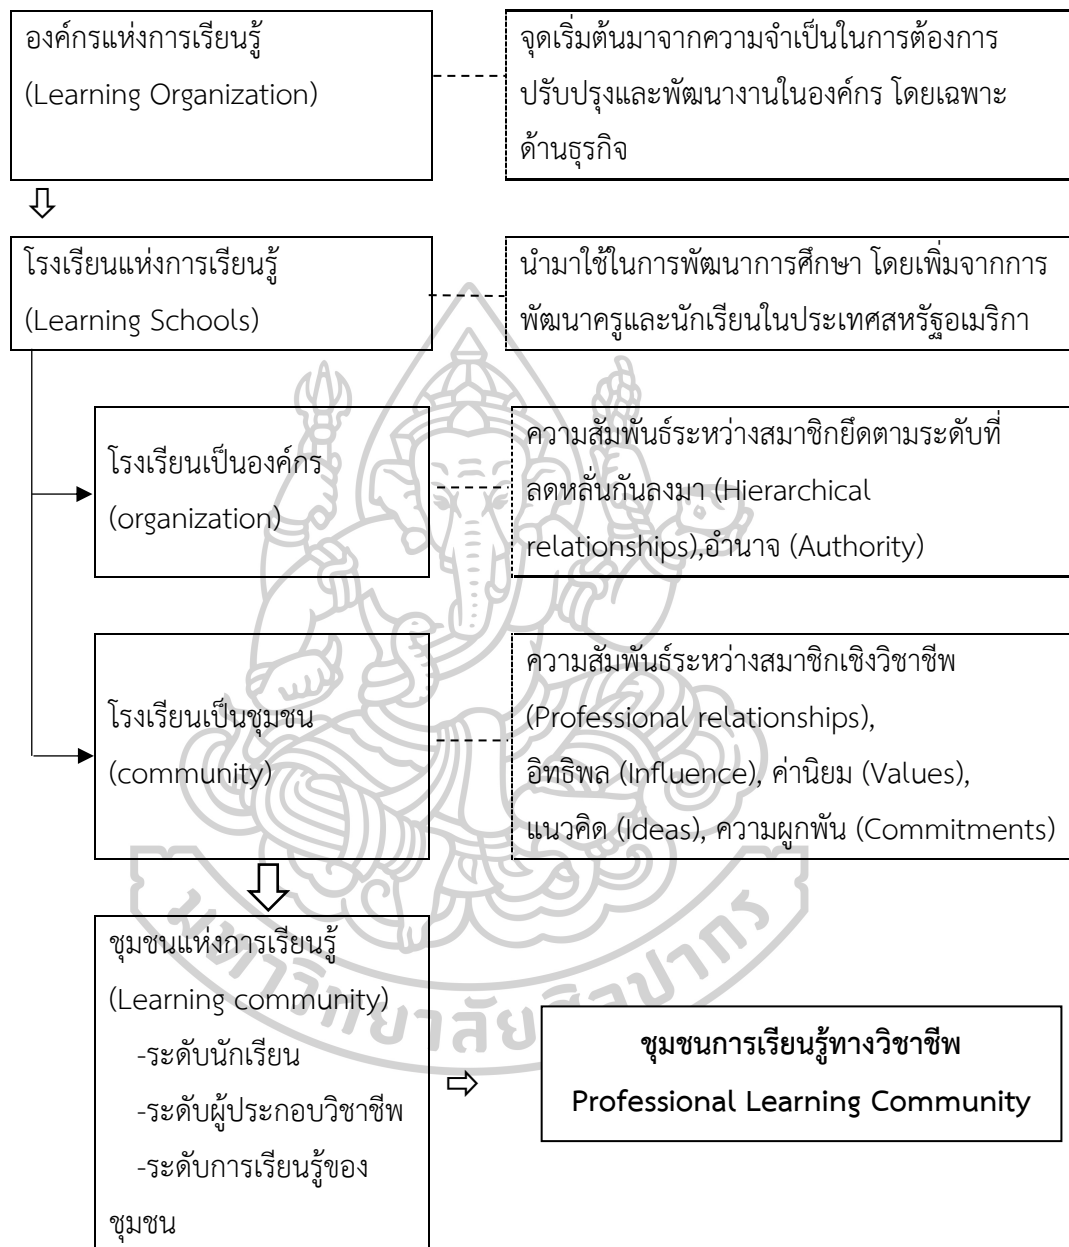 องค์กรแห่งการเรียนรู้
(Learning Organization)
จุดเริ่มต้นมาจากความจำเป็นในการต้องการ
ปรับปรุงและพัฒนางานในองค์กร โดยเฉพาะ
ด้านธุรกิจ
โรงเรียนแห่งการเรียนรู้
(Learning Schools)
นำมาใช้ในการพัฒนาการศึกษา โดยเพิ่มจากการ
พัฒนาครูและนักเรียนในประเทศสหรัฐอเมริกา
โรงเรียนเป็นองค์กร
(organization)
ความสัมพันธ์ระหว่างสมาชิกยึดตามระดับที่
ลดหลั่นกันลงมา (Hierarchical
relationships),อำนาจ (Authority)
โรงเรียนเป็นชุมชน
(community)
ความสัมพันธ์ระหว่างสมาชิกเชิงวิชาชีพ
(Professional relationships),
อิทธิพล (Influence), ค่านิยม (Values),
แนวคิด (Ideas), ความผูกพัน (Commitments)
ชุมชนแห่งการเรียนรู้
(Learning community)
-ระดับนักเรียน
-ระดับผู้ประกอบวิชาชีพ
-ระดับการเรียนรู้ของ
ชุมชน
ชุมชนการเรียนรู้ทางวิชาชีพ
Professional Learning Community
มหาวิทยาลัยศิลปากร